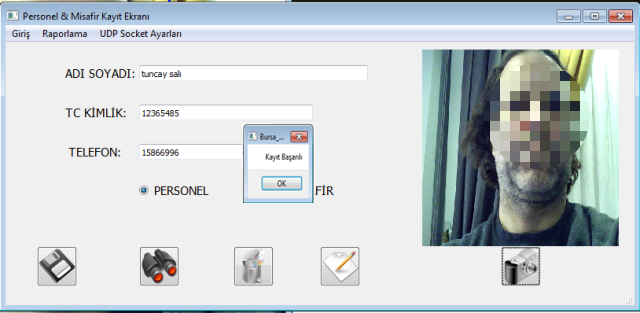 Personel & Misafir Kayıt Ekranı
Giriş Raporlama UDP Socket Ayarları
ADI SOYADI: tuncay salı
TC KİMLİK: 12365485
TELEFON: 15866996
Bursa_...
Kayıt Başarılı
OK
PERSONEL FİR